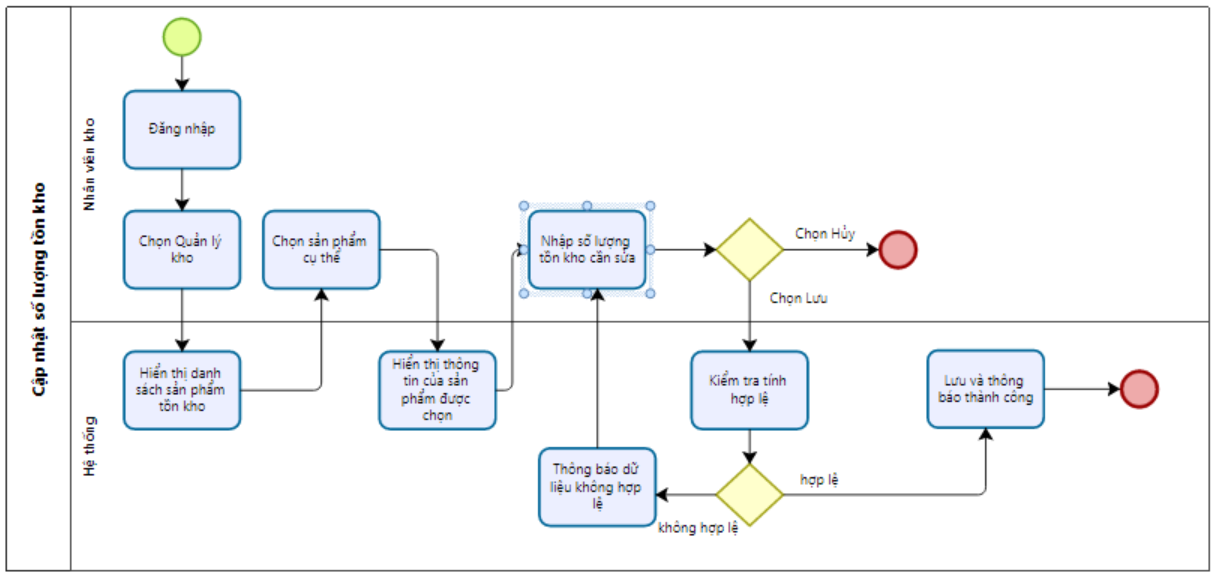 Cập nhật số lượng tồn kho
Nhân viên kho
Đăng nhập
Chọn Quản lý
kho
Chọn sản phẩm
cụ thể
Nhập số lượng
tồn kho cần sửa
Chọn Hủy
Chọn Lưu
Hệ thống
Hiển thị danh
sách sản phẩm
tồn kho
Hiển thị thông
tin của sản
phẩm được
chọn
Kiểm tra tính
hợp lệ
Lưu và thông
báo thành công
Thông báo dữ
liệu không hợp
lệ
hợp lệ
không hợp lệ